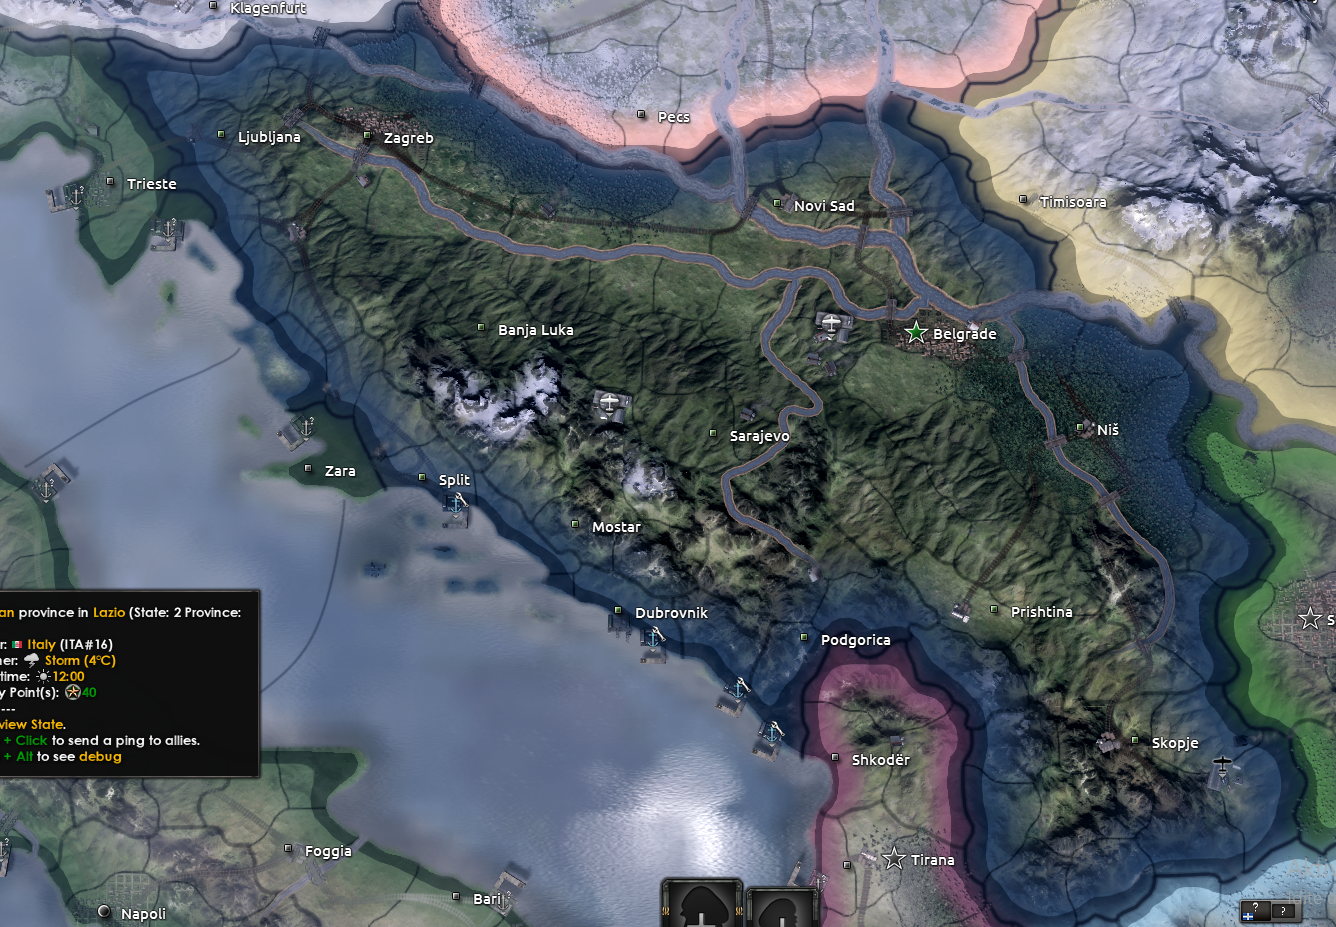 Klagenfurt
Pecs
Ljubljana
Zagreb
Trieste
Timisoara
Novi Sad
Banja Luka
Belgrade
Niš
Sarajevo
Zara
Split
Mostar
Dubrovnik
Prishtina
Podgorica
province in Lazio (State: 2 Province:
Italy (ITA#16)
Storm (4°C)
time: 12:00
Point(s): 40
----
view State.
+ Click to send a ping to allies.
+ Alt to see debug
S
Skopje
Shkodër
Foggia
Tirana
Bari
Napoli
?
?